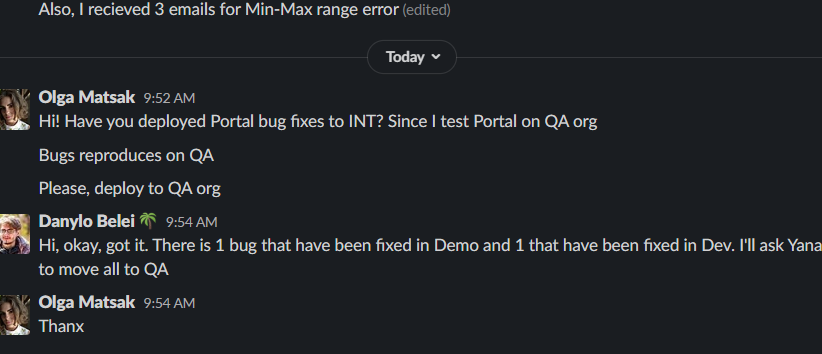 Also, I recieved 3 emails for Min-Max range error (edited)
Today
Olga Matsak 9:52 AM
Hi! Have you deployed Portal bug fixes to INT? Since I test Portal on QA org
Bugs reproduces on QA
Please, deploy to QA org
Danylo Belei 🌴 9:54 AM
Hi, okay, got it. There is 1 bug that have been fixed in Demo and 1 that have been fixed in Dev. I'll ask Yana
to move all to QA
Olga Matsak 9:54 AM
Thanx